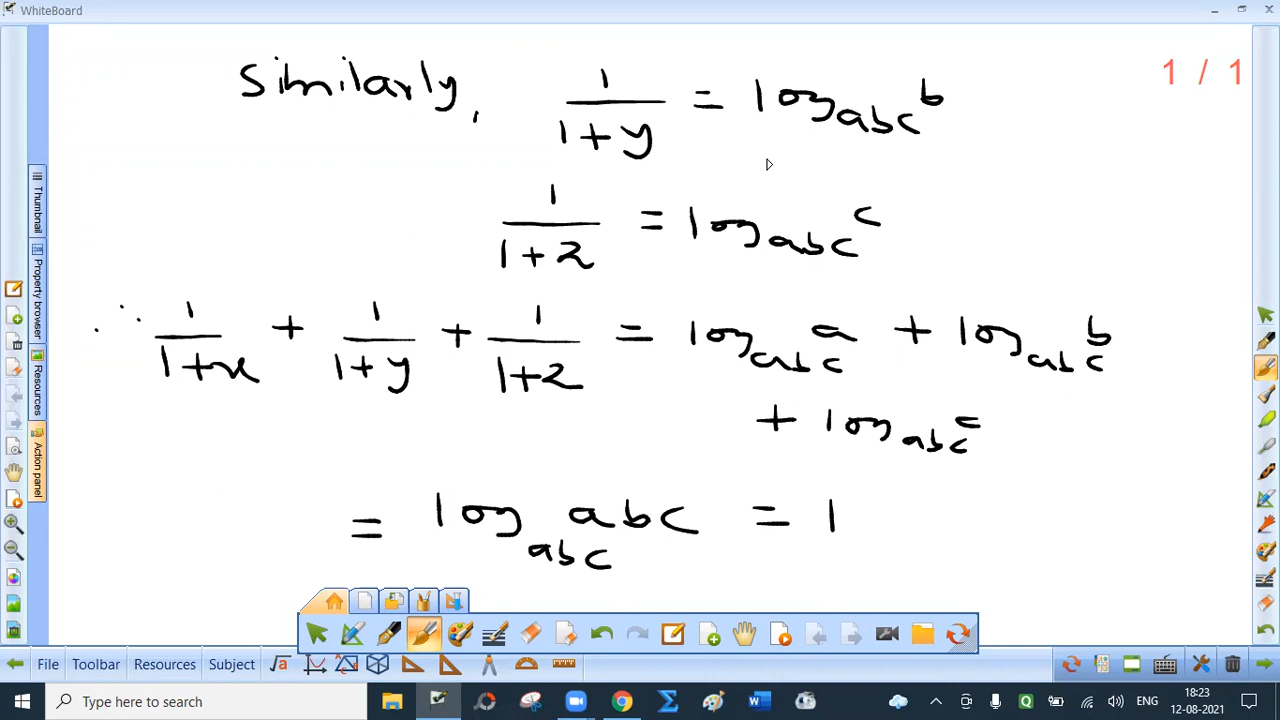 WhiteBoard
1 / 1
Similarly, 1/(1+y) = log_abc b
1/(1+z) = log_abc c
∴ 1/(1+x) + 1/(1+y) + 1/(1+z) = log_abc a + log_abc b
+ log_abc c
= log_abc abc = 1
Thumbnail
Property browser
Resources
Action panel
File Tutorial Resources Subject
Type here to search
ENG
18:23
12-08-2021